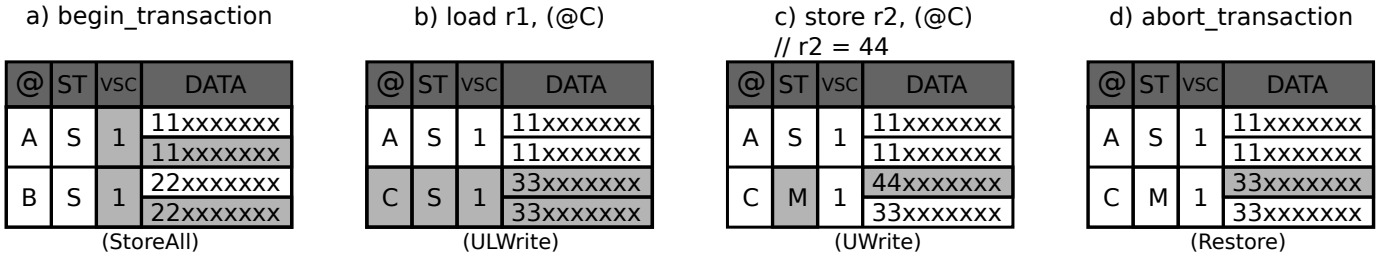 a) begin_transaction
@ ST VSC DATA
A S 1 11xxxxxxx
11xxxxxxx
B S 1 22xxxxxxx
22xxxxxxx
(StoreAll)
b) load r1, (@C)
@ ST VSC DATA
A S 1 11xxxxxxx
11xxxxxxx
C S 1 33xxxxxxx
33xxxxxxx
(ULWrite)
c) store r2, (@C)
// r2 = 44
@ ST VSC DATA
A S 1 11xxxxxxx
11xxxxxxx
C M 1 44xxxxxxx
33xxxxxxx
(UWrite)
d) abort_transaction
@ ST VSC DATA
A S 1 11xxxxxxx
11xxxxxxx
C M 1 33xxxxxxx
33xxxxxxx
(Restore)